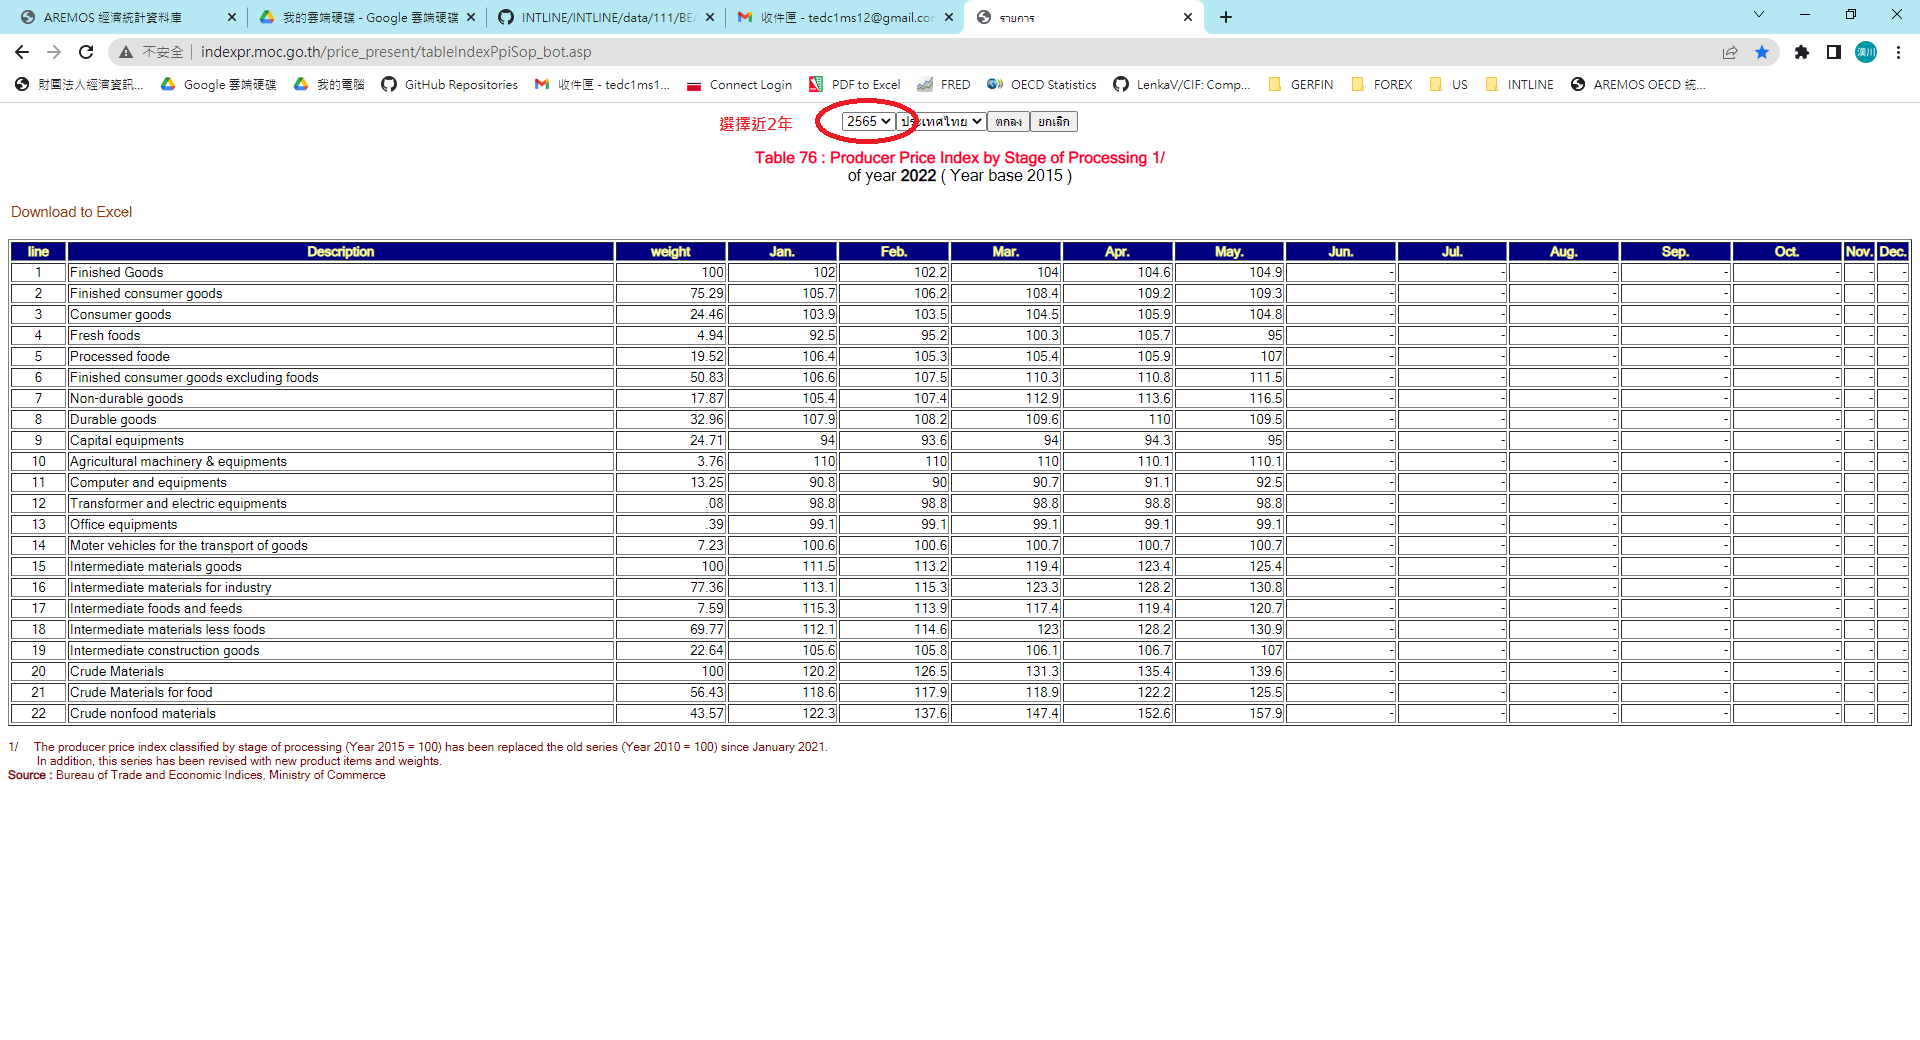 AREMOS 經濟統計資料庫
我的雲端硬碟 - Google 雲端硬碟
INTLINE/INTLINE/data/111/BEA
收件匣 - tedc1ms12@gmail.com
รายการ
不安全 indexpr.moc.go.th/price_present/tableIndexPpiSop_bot.asp
漢川
財團法人經濟資訊...
Google 雲端硬碟
我的電腦
GitHub Repositories
收件匣 - tedc1ms1...
Connect Login
PDF to Excel
FRED
OECD Statistics
LenkaV/CIF: Comp...
GERFIN
FOREX
US
INTLINE
AREMOS OECD 統...
選擇近2年 2565 ประเทศไทย ตกลง ยกเลิก
Table 76 : Producer Price Index by Stage of Processing 1/
of year 2022 ( Year base 2015 )
Download to Excel
line Description weight Jan. Feb. Mar. Apr. May. Jun. Jul. Aug. Sep. Oct. Nov. Dec.
1 Finished Goods 100 102 102.2 104 104.6 104.9 - - - - - - -
2 Finished consumer goods 75.29 105.7 106.2 108.4 109.2 109.3 - - - - - - -
3 Consumer goods 24.46 103.9 103.5 104.5 105.9 104.8 - - - - - - -
4 Fresh foods 4.94 92.5 95.2 100.3 105.7 95 - - - - - - -
5 Processed foode 19.52 106.4 105.3 105.4 105.9 107 - - - - - - -
6 Finished consumer goods excluding foods 50.83 106.6 107.5 110.3 110.8 111.5 - - - - - - -
7 Non-durable goods 17.87 105.4 107.4 112.9 113.6 116.5 - - - - - - -
8 Durable goods 32.96 107.9 108.2 109.6 110 109.5 - - - - - - -
9 Capital equipments 24.71 94 93.6 94 94.3 95 - - - - - - -
10 Agricultural machinery & equipments 3.76 110 110 110 110.1 110.1 - - - - - - -
11 Computer and equipments 13.25 90.8 90 90.7 91.1 92.5 - - - - - - -
12 Transformer and electric equipments .08 98.8 98.8 98.8 98.8 98.8 - - - - - - -
13 Office equipments .39 99.1 99.1 99.1 99.1 99.1 - - - - - - -
14 Moter vehicles for the transport of goods 7.23 100.6 100.6 100.7 100.7 100.7 - - - - - - -
15 Intermediate materials goods 100 111.5 113.2 119.4 123.4 125.4 - - - - - - -
16 Intermediate materials for industry 77.36 113.1 115.3 123.3 128.2 130.8 - - - - - - -
17 Intermediate foods and feeds 7.59 115.3 113.9 117.4 119.4 120.7 - - - - - - -
18 Intermediate materials less foods 69.77 112.1 114.6 123 128.2 130.9 - - - - - - -
19 Intermediate construction goods 22.64 105.6 105.8 106.1 106.7 107 - - - - - - -
20 Crude Materials 100 120.2 126.5 131.3 135.4 139.6 - - - - - - -
21 Crude Materials for food 56.43 118.6 117.9 118.9 122.2 125.5 - - - - - - -
22 Crude nonfood materials 43.57 122.3 137.6 147.4 152.6 157.9 - - - - - - -
1/ The producer price index classified by stage of processing (Year 2015 = 100) has been replaced the old series (Year 2010 = 100) since January 2021.
In addition, this series has been revised with new product items and weights.
Source : Bureau of Trade and Economic Indices, Ministry of Commerce